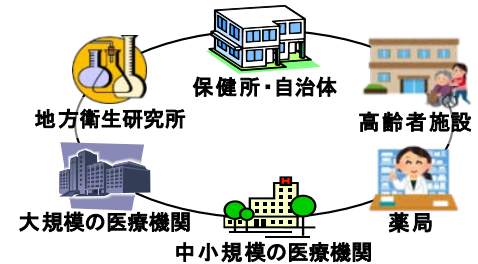 保健所・自治体
地方衛生研究所
高齢者施設
大規模の医療機関
薬局
中小規模の医療機関
H